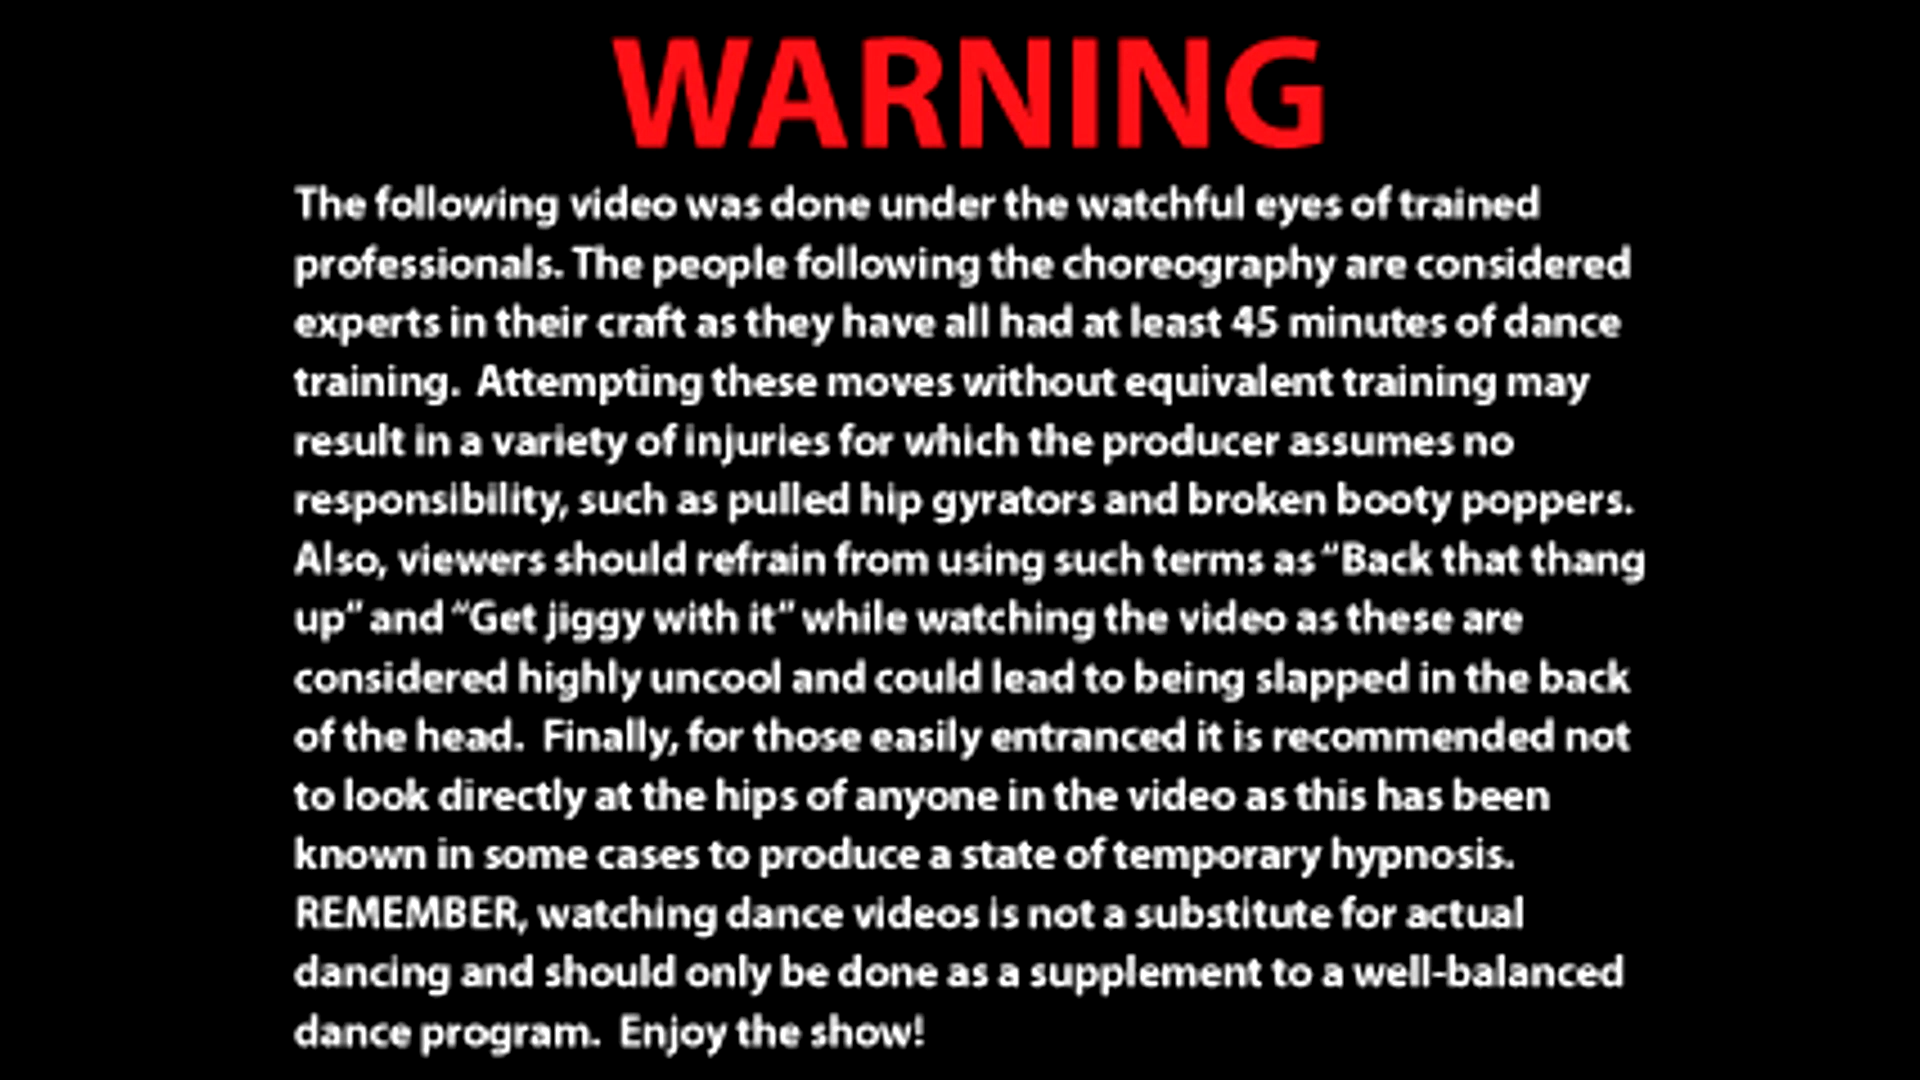 WARNING
The following video was done under the watchful eyes of trained
professionals. The people following the choreography are considered
experts in their craft as they have all had at least 45 minutes of dance
training.  Attempting these moves without equivalent training may
result in a variety of injuries for which the producer assumes no
responsibility, such as pulled hip gyrators and broken booty poppers.
Also, viewers should refrain from using such terms as “Back that thang
up” and “Get jiggy with it” while watching the video as these are
considered highly uncool and could lead to being slapped in the back
of the head.  Finally, for those easily entranced it is recommended not
to look directly at the hips of anyone in the video as this has been
known in some cases to produce a state of temporary hypnosis.
REMEMBER, watching dance videos is not a substitute for actual
dancing and should only be done as a supplement to a well-balanced
dance program.  Enjoy the show!